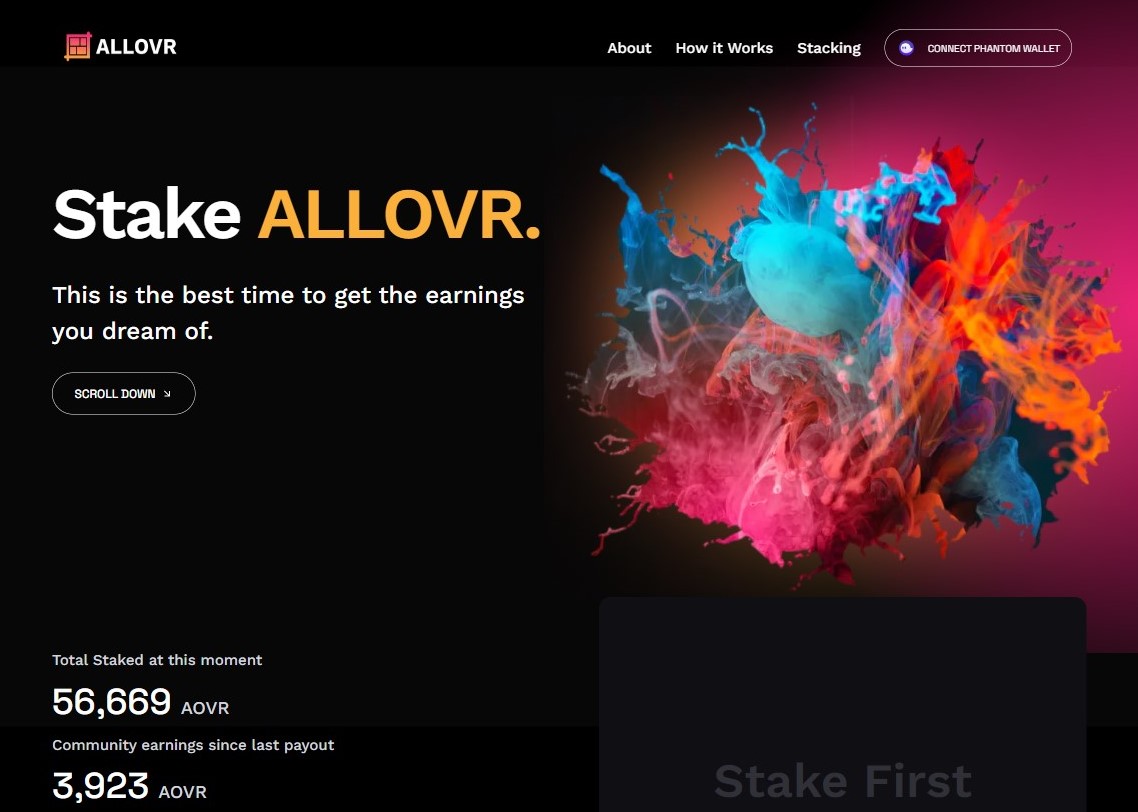 ALLOVR
About How it Works Stacking CONNECT PHANTOM WALLET
Stake ALLOVR.
This is the best time to get the earnings
you dream of.
SCROLL DOWN
Total Staked at this moment
56,669 AOVR
Community earnings since last payout
3,923 AOVR
Stake First